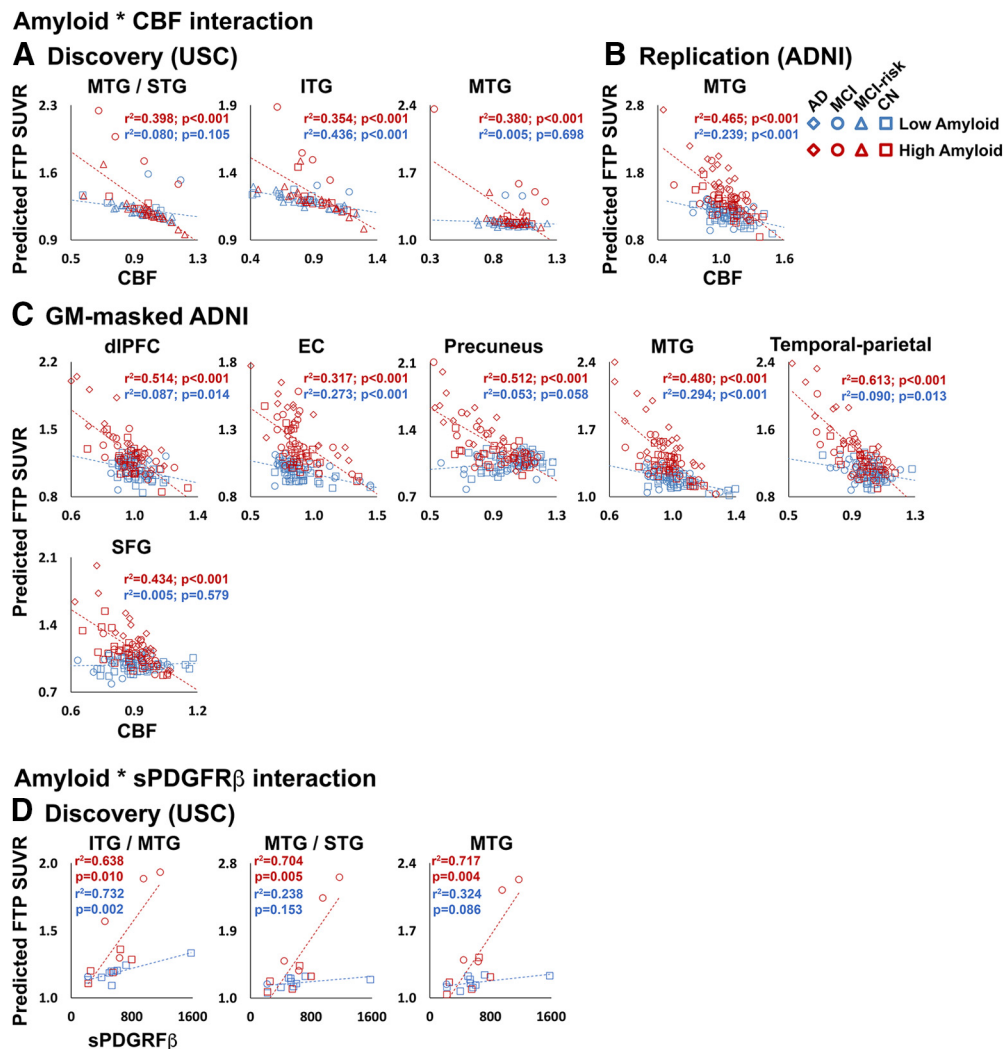 Amyloid * CBF interaction
A Discovery (USC)
B Replication (ADNI)
MTG / STG
ITG
MTG
MTG
AD
MCI
MCI-risk
CN
Low Amyloid
High Amyloid
Predicted FTP SUVR
2.3
1.6
0.9
r²=0.398; p<0.001
r²=0.080; p=0.105
0.5 0.7 0.9 1.1 1.3
CBF
1.9
1.4
0.9
r²=0.354; p<0.001
r²=0.436; p<0.001
0.4 0.6 0.9 1.1 1.4
2.4
1.7
1.0
r²=0.380; p<0.001
r²=0.005; p=0.698
0.3 0.5 0.8 1.0 1.3
Predicted FTP SUVR
2.8
1.8
0.8
r²=0.465; p<0.001
r²=0.239; p<0.001
0.4 1.0 1.6
CBF
C GM-masked ADNI
dlPFC
EC
Precuneus
MTG
Temporal-parietal
Predicted FTP SUVR
2.2
1.5
0.8
r²=0.514; p<0.001
r²=0.087; p=0.014
0.6 1.0 1.4
1.8
1.3
0.8
r²=0.317; p<0.001
r²=0.273; p<0.001
0.6 1.0 1.5
2.1
1.4
0.7
r²=0.512; p<0.001
r²=0.053; p=0.058
0.5 0.9 1.3
2.4
1.7
1.0
r²=0.480; p<0.001
r²=0.294; p<0.001
0.6 1.0 1.4
2.4
1.6
0.8
r²=0.613; p<0.001
r²=0.090; p=0.013
0.5 0.9 1.3
SFG
2.1
1.4
0.7
r²=0.434; p<0.001
r²=0.005; p=0.579
0.6 0.9 1.2
CBF
Amyloid * sPDGFRβ interaction
D Discovery (USC)
ITG / MTG
MTG / STG
MTG
Predicted FTP SUVR
2.0
1.5
1.0
r²=0.638
p=0.010
r²=0.732
p=0.002
0 800 1600
sPDGRFβ
2.8
1.9
1.0
r²=0.704
p=0.005
r²=0.238
p=0.153
0 800 1600
2.4
1.7
1.0
r²=0.717
p=0.004
r²=0.324
p=0.086
0 800 1600